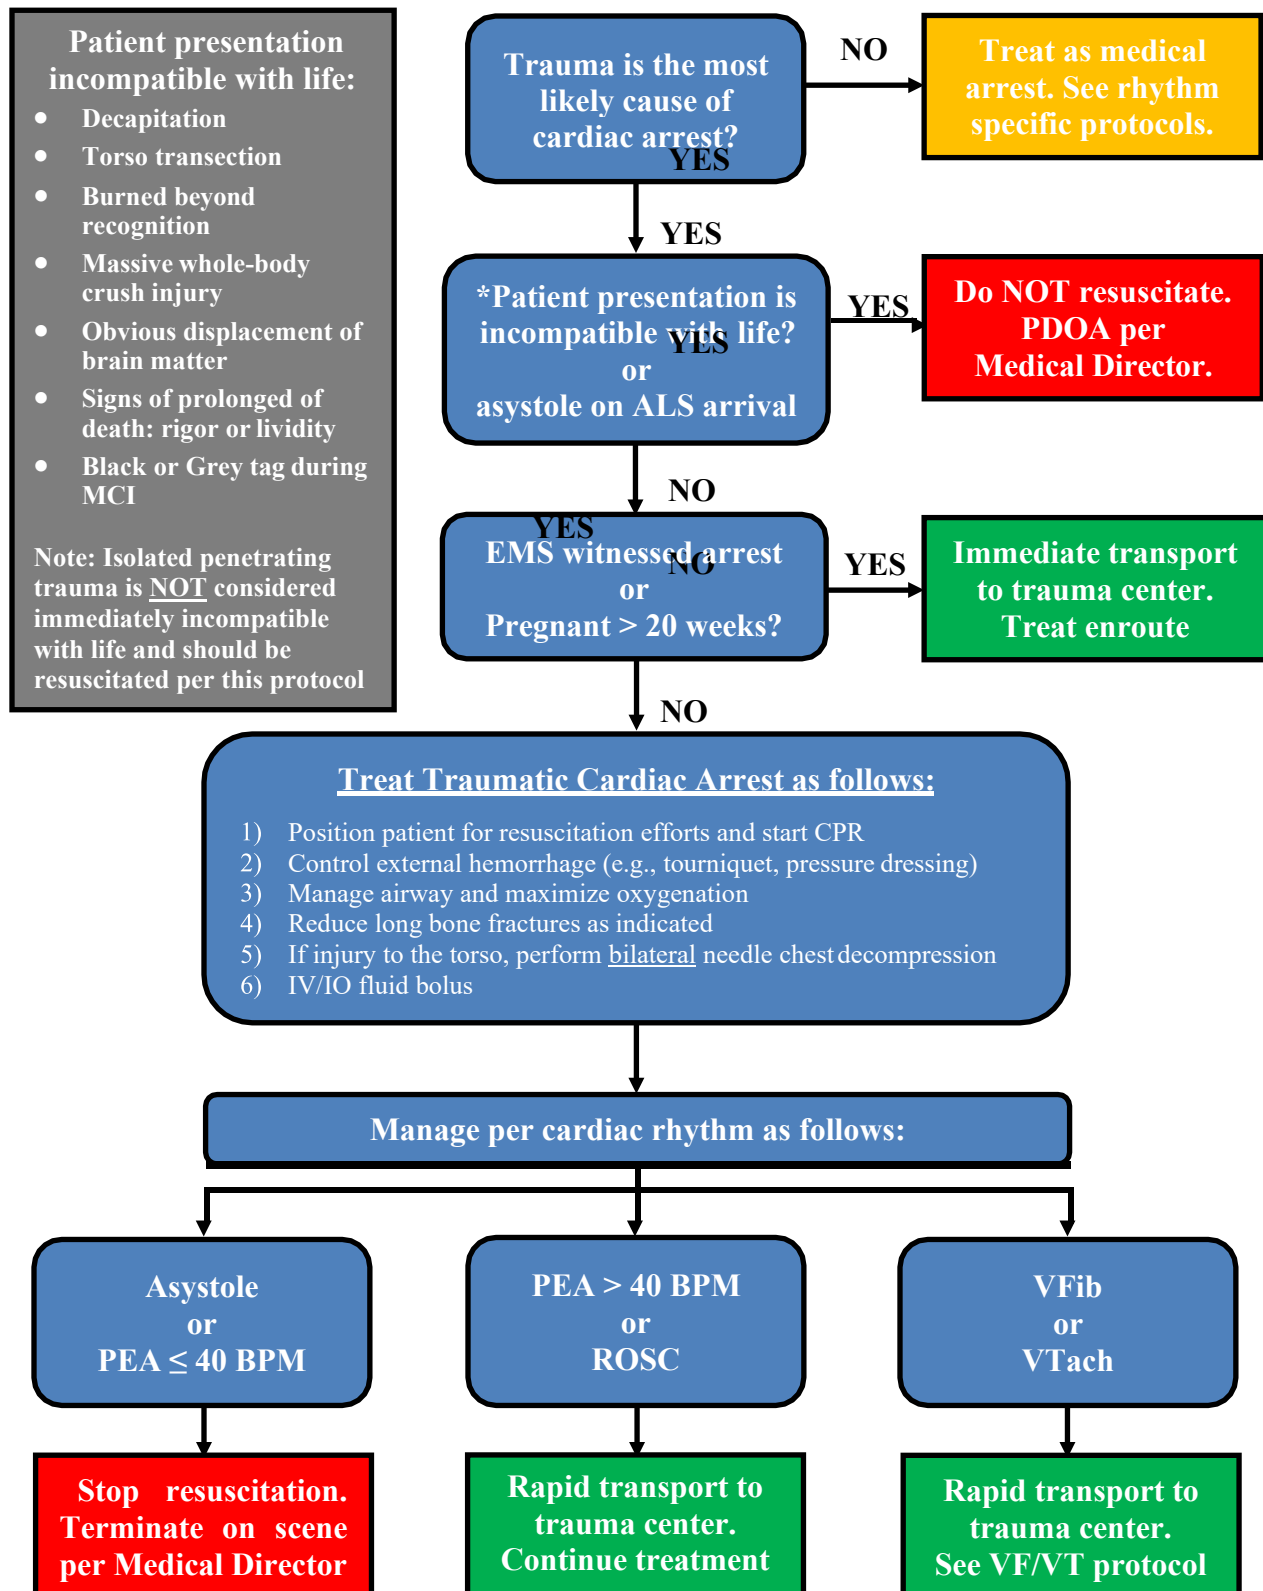 Patient presentation
incompatible with life:
• Decapitation
• Torso transection
• Burned beyond
recognition
• Massive whole-body
crush injury
• Obvious displacement of
brain matter
• Signs of prolonged of
death: rigor or lividity
• Black or Grey tag during
MCI
Note: Isolated penetrating
trauma is NOT considered
immediately incompatible
with life and should be
resuscitated per this protocol
Trauma is the most
likely cause of
cardiac arrest?
YES
NO
Treat as medical
arrest. See rhythm
specific protocols.
YES
*Patient presentation is
incompatible with life?
YES
or
asystole on ALS arrival
YES
Do NOT resuscitate.
PDOA per
Medical Director.
NO
YES
EMS witnessed arrest
NO
or
Pregnant > 20 weeks?
YES
Immediate transport
to trauma center.
Treat enroute
NO
Treat Traumatic Cardiac Arrest as follows:
1) Position patient for resuscitation efforts and start CPR
2) Control external hemorrhage (e.g., tourniquet, pressure dressing)
3) Manage airway and maximize oxygenation
4) Reduce long bone fractures as indicated
5) If injury to the torso, perform bilateral needle chest decompression
6) IV/IO fluid bolus
Manage per cardiac rhythm as follows:
Asystole
or
PEA ≤ 40 BPM
PEA > 40 BPM
or
ROSC
VFib
or
VTach
Stop resuscitation.
Terminate on scene
per Medical Director
Rapid transport to
trauma center.
Continue treatment
Rapid transport to
trauma center.
See VF/VT protocol